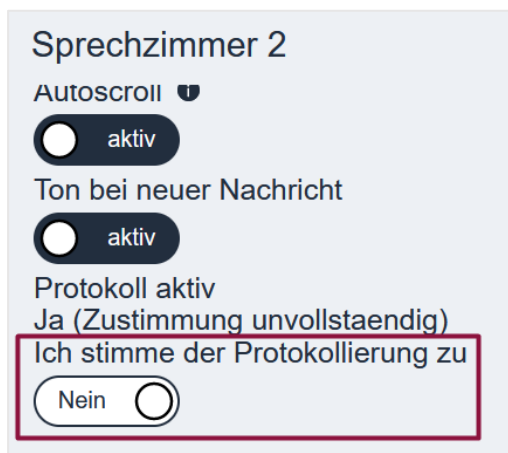 Sprechzimmer 2
Autoscroll
aktiv
Ton bei neuer Nachricht
aktiv
Protokoll aktiv
Ja (Zustimmung unvollstaendig)
Ich stimme der Protokollierung zu
Nein